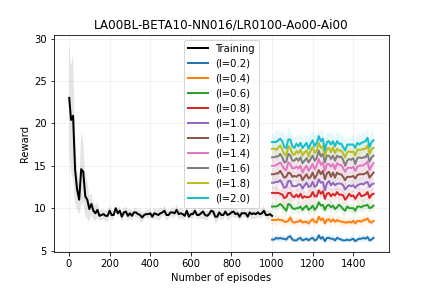 LA00BL-BETA10-NN016/LR0100-Ao00-Ai00
Reward
30
25
20
15
10
5
Training
(l=0.2)
(l=0.4)
(l=0.6)
(l=0.8)
(l=1.0)
(l=1.2)
(l=1.4)
(l=1.6)
(l=1.8)
(l=2.0)
0 200 400 600 800 1000 1200 1400
Number of episodes